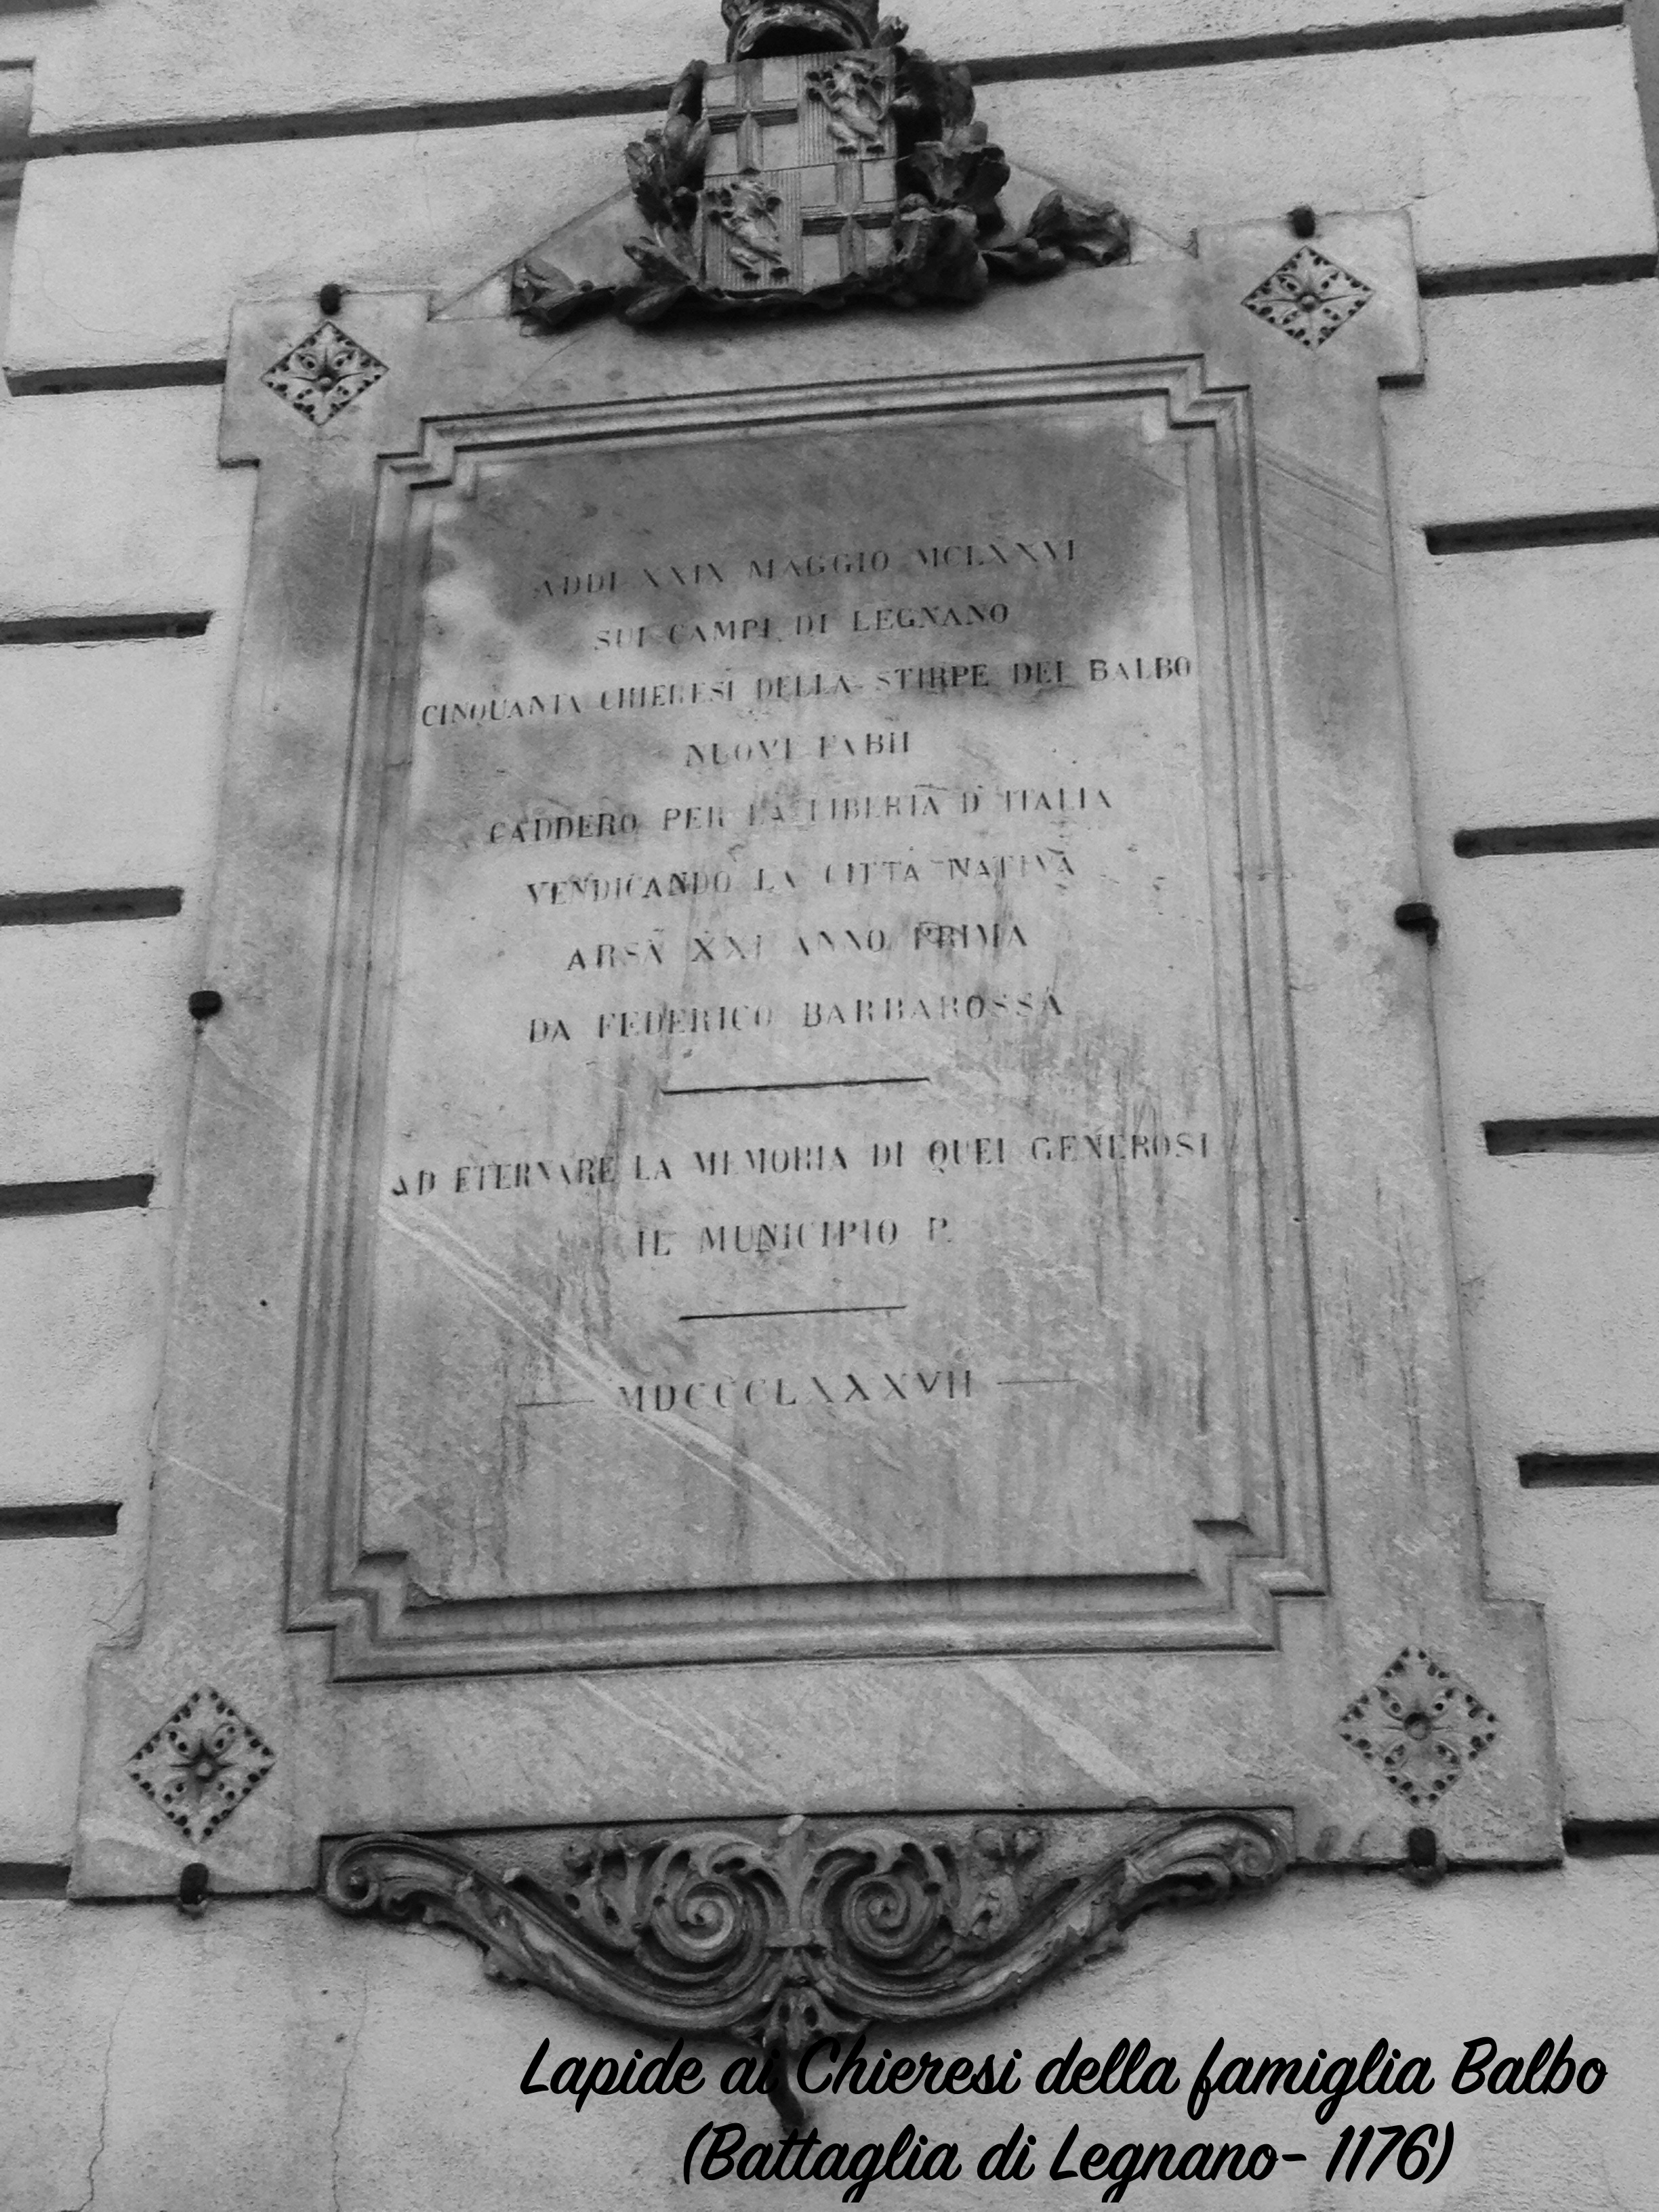 ADDI XXIX MAGGIO MCLXXVI
SUI CAMPI DI LEGNANO
CINQUANTA CHIERESI DELLA STIRPE DEI BALBO
NUOVI FABII
CADDERO PER LA LIBERTÀ D'ITALIA
VENDICANDO LA CITTÀ NATIVA
ARSA XXI ANNO PRIMA
DA FEDERICO BARBAROSSA
AD ETERNARE LA MEMORIA DI QUEI GENEROSI
IL MUNICIPIO P.
— MDCCCLXXXVII —
Lapide ai Chieresi della famiglia Balbo
(Battaglia di Legnano- 1176)